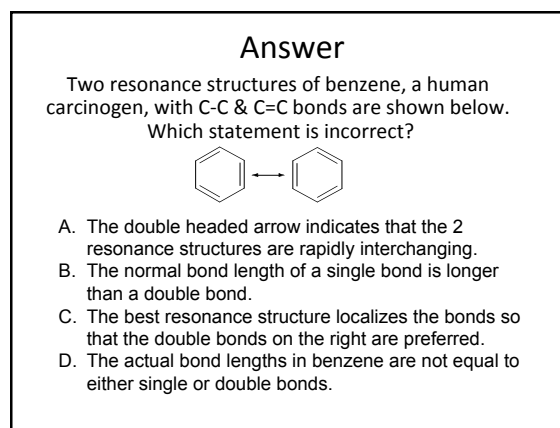 Answer
Two resonance structures of benzene, a human
carcinogen, with C-C & C=C bonds are shown below.
Which statement is incorrect?
A. The double headed arrow indicates that the 2
resonance structures are rapidly interchanging.
B. The normal bond length of a single bond is longer
than a double bond.
C. The best resonance structure localizes the bonds so
that the double bonds on the right are preferred.
D. The actual bond lengths in benzene are not equal to
either single or double bonds.